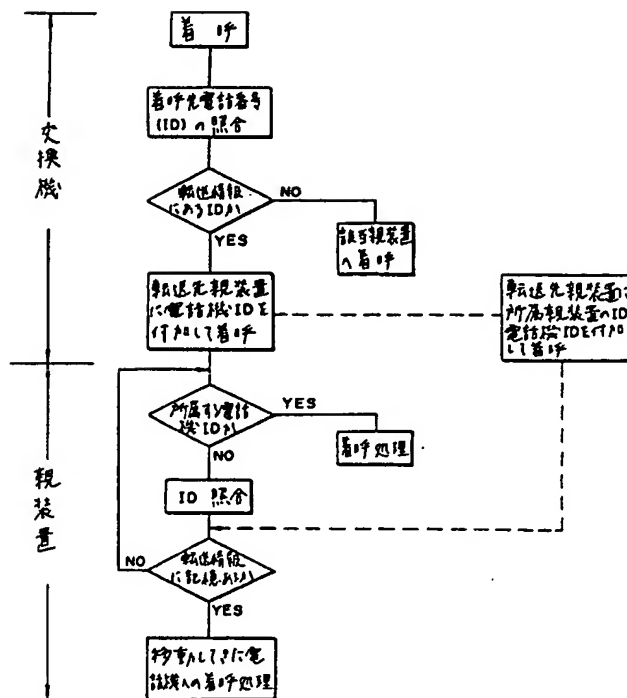 着呼
着呼先電話番号
(ID)の照合
交換機
転送情報
にあるIDか
NO
YES
該当親装置
へ着呼
転送先親装置
に電話機IDを
付加して着呼
転送先親装置に
所属親装置のID
電話機IDを付加
して着呼
所属する電話
機IDか
YES
NO
着呼処理
親装置
ID 照合
転送情報
に記憶あるか
NO
YES
移動してきた電
話機への着呼処理